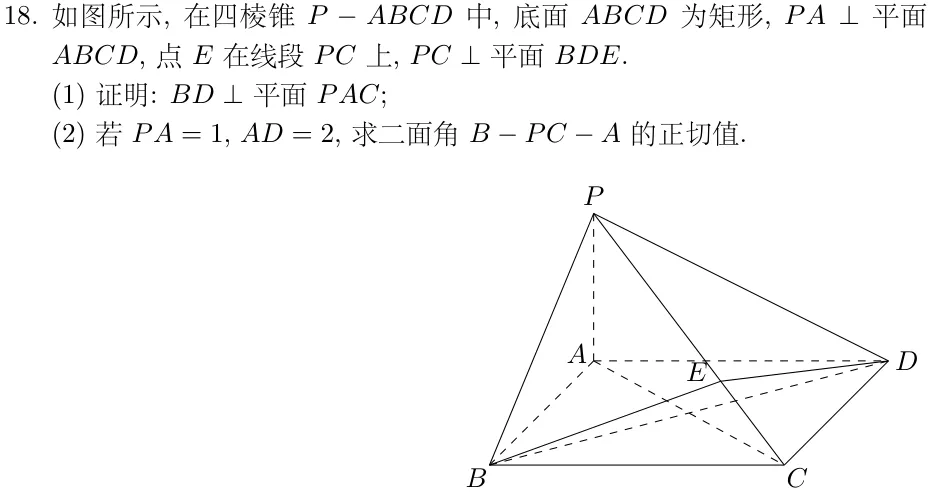 18. 如图所示, 在四棱锥 P − ABCD 中, 底面 ABCD 为矩形, PA ⊥ 平面
ABCD, 点 E 在线段 PC 上, PC ⊥ 平面 BDE.
(1) 证明: BD ⊥ 平面 PAC;
(2) 若 PA = 1, AD = 2, 求二面角 B − PC − A 的正切值.
P
A
E
D
B
C